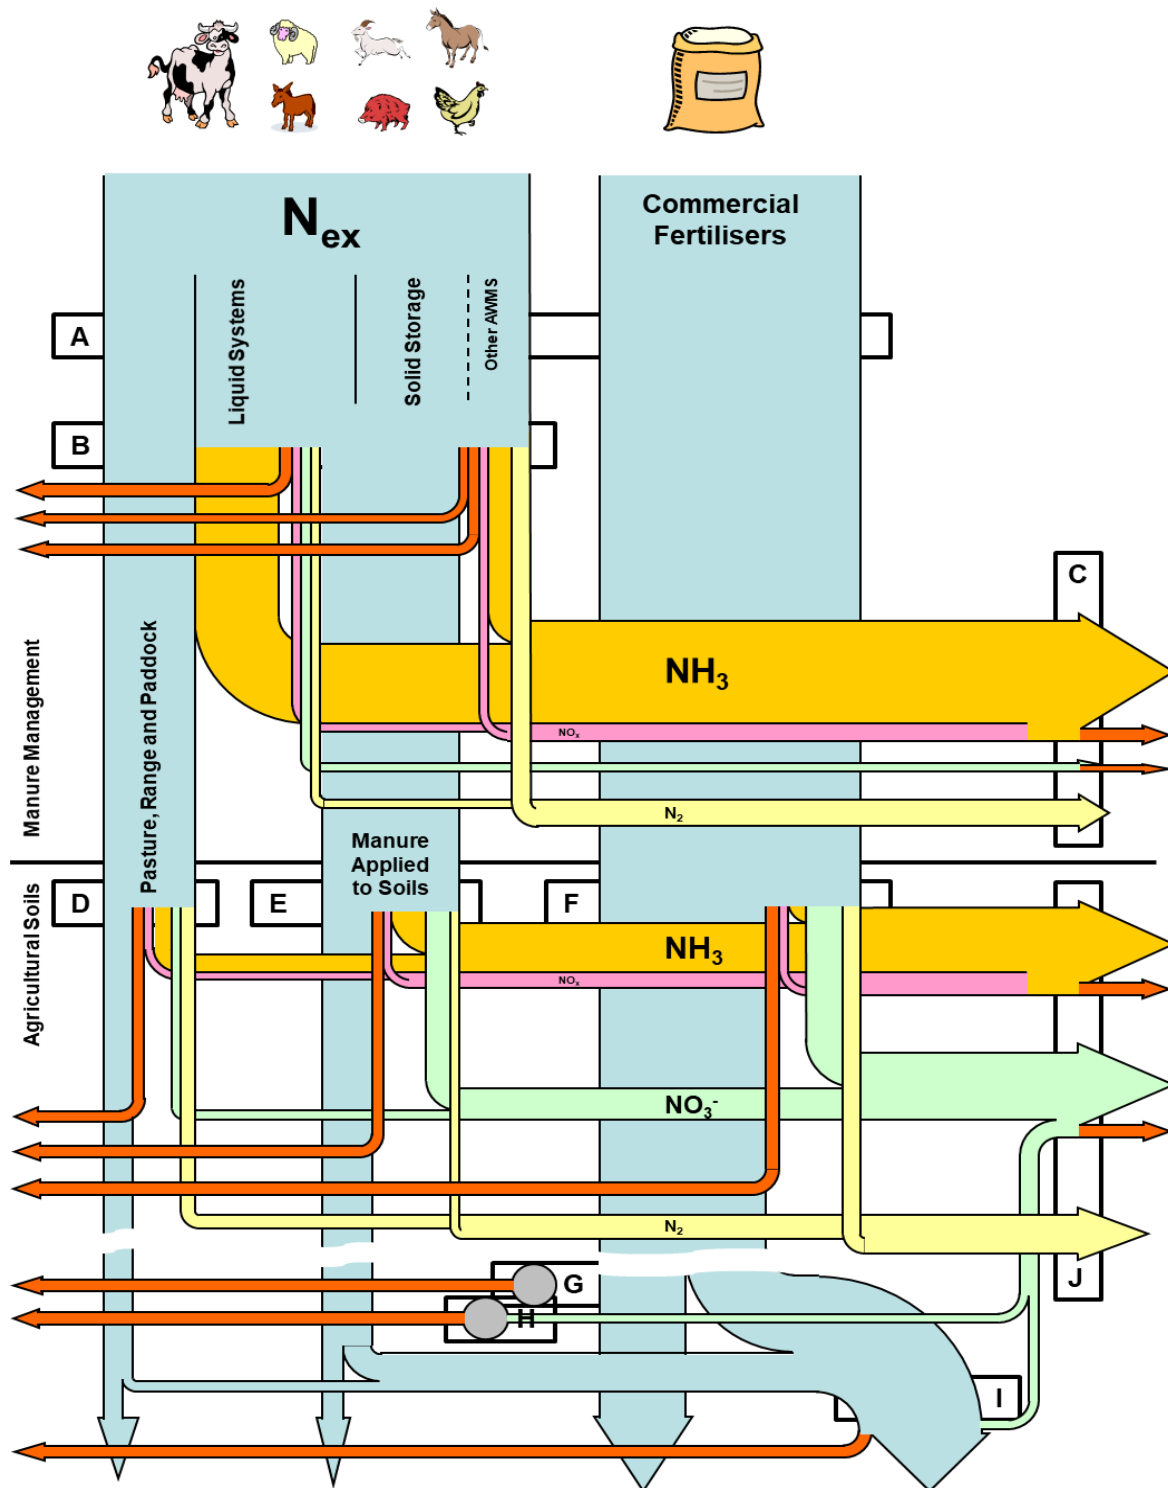 N_ex
Commercial
Fertilisers
Liquid Systems
Solid Storage
Other AWMS
A
B
C
Manure Management
Pasture, Range and Paddock
NH₃
NOₓ
N₂
Manure
Applied
to Soils
Agricultural Soils
D
E
F
NH₃
NOₓ
NO₃⁻
N₂
G
J
H
I